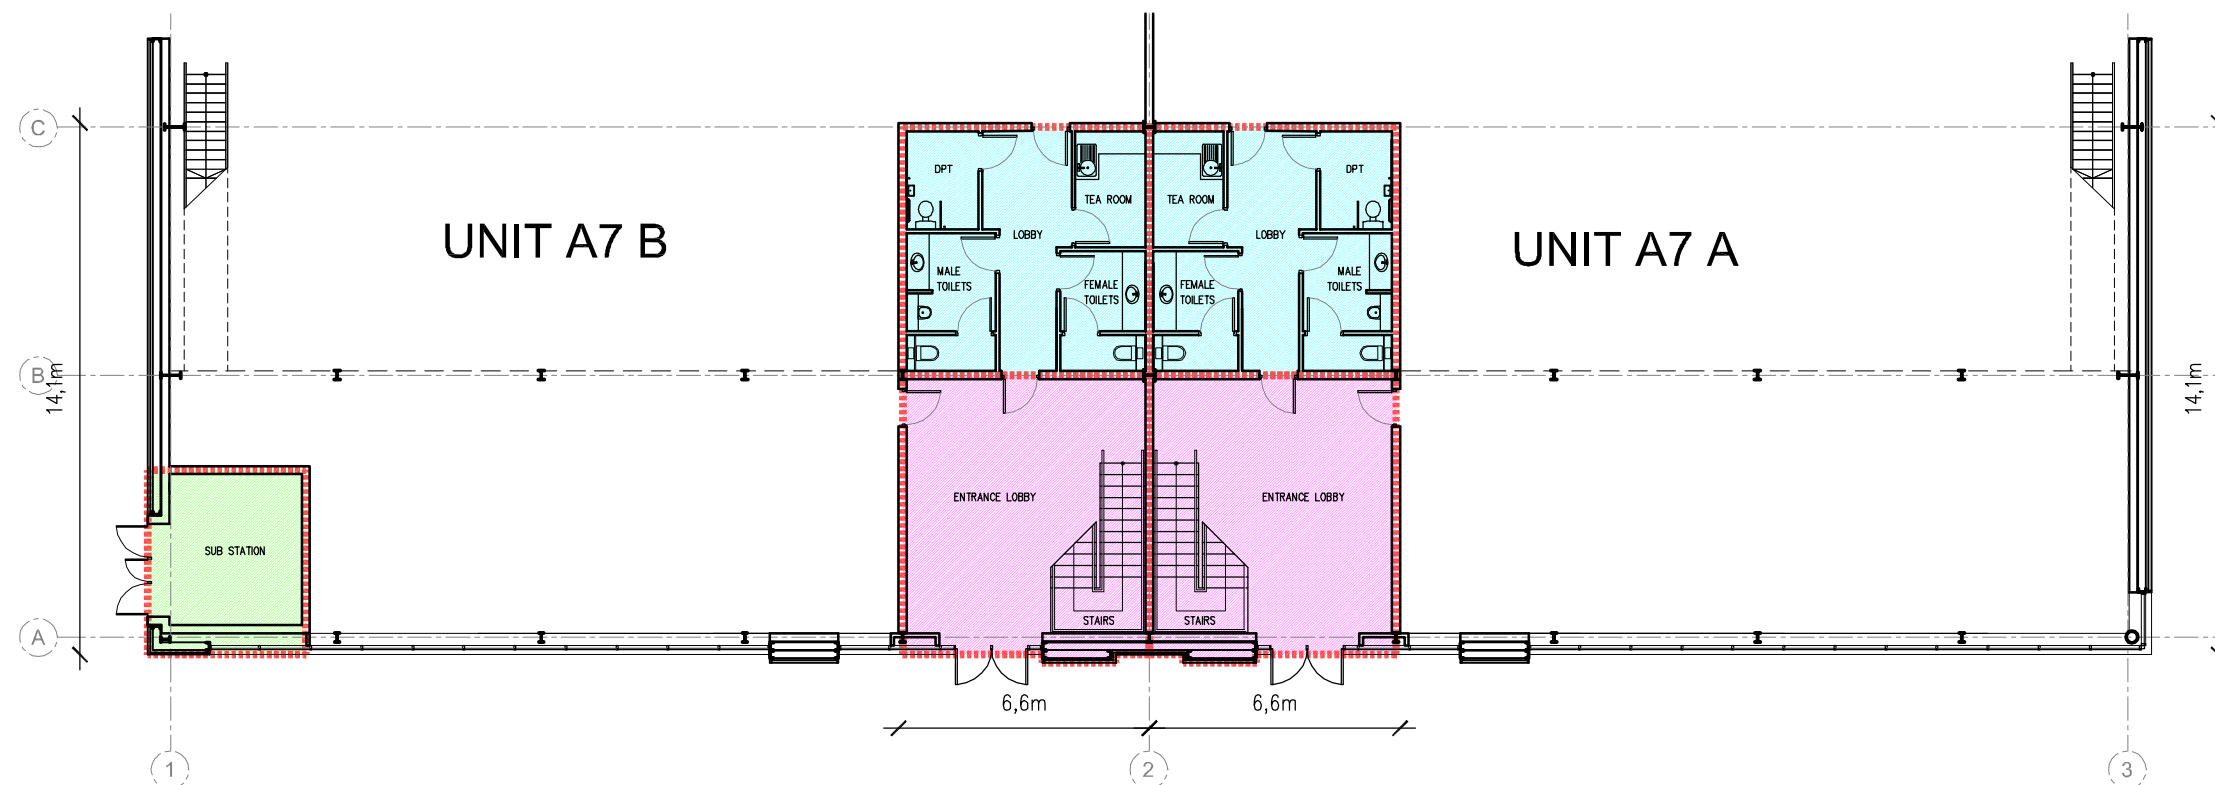 C
DPT
TEA ROOM
TEA ROOM
DPT
UNIT A7 B
LOBBY
LOBBY
UNIT A7 A
MALE
TOILETS
FEMALE
TOILETS
FEMALE
TOILETS
MALE
TOILETS
B
14,1m
14,1m
ENTRANCE LOBBY
ENTRANCE LOBBY
SUB STATION
STAIRS
STAIRS
A
6,6m
6,6m
1
2
3